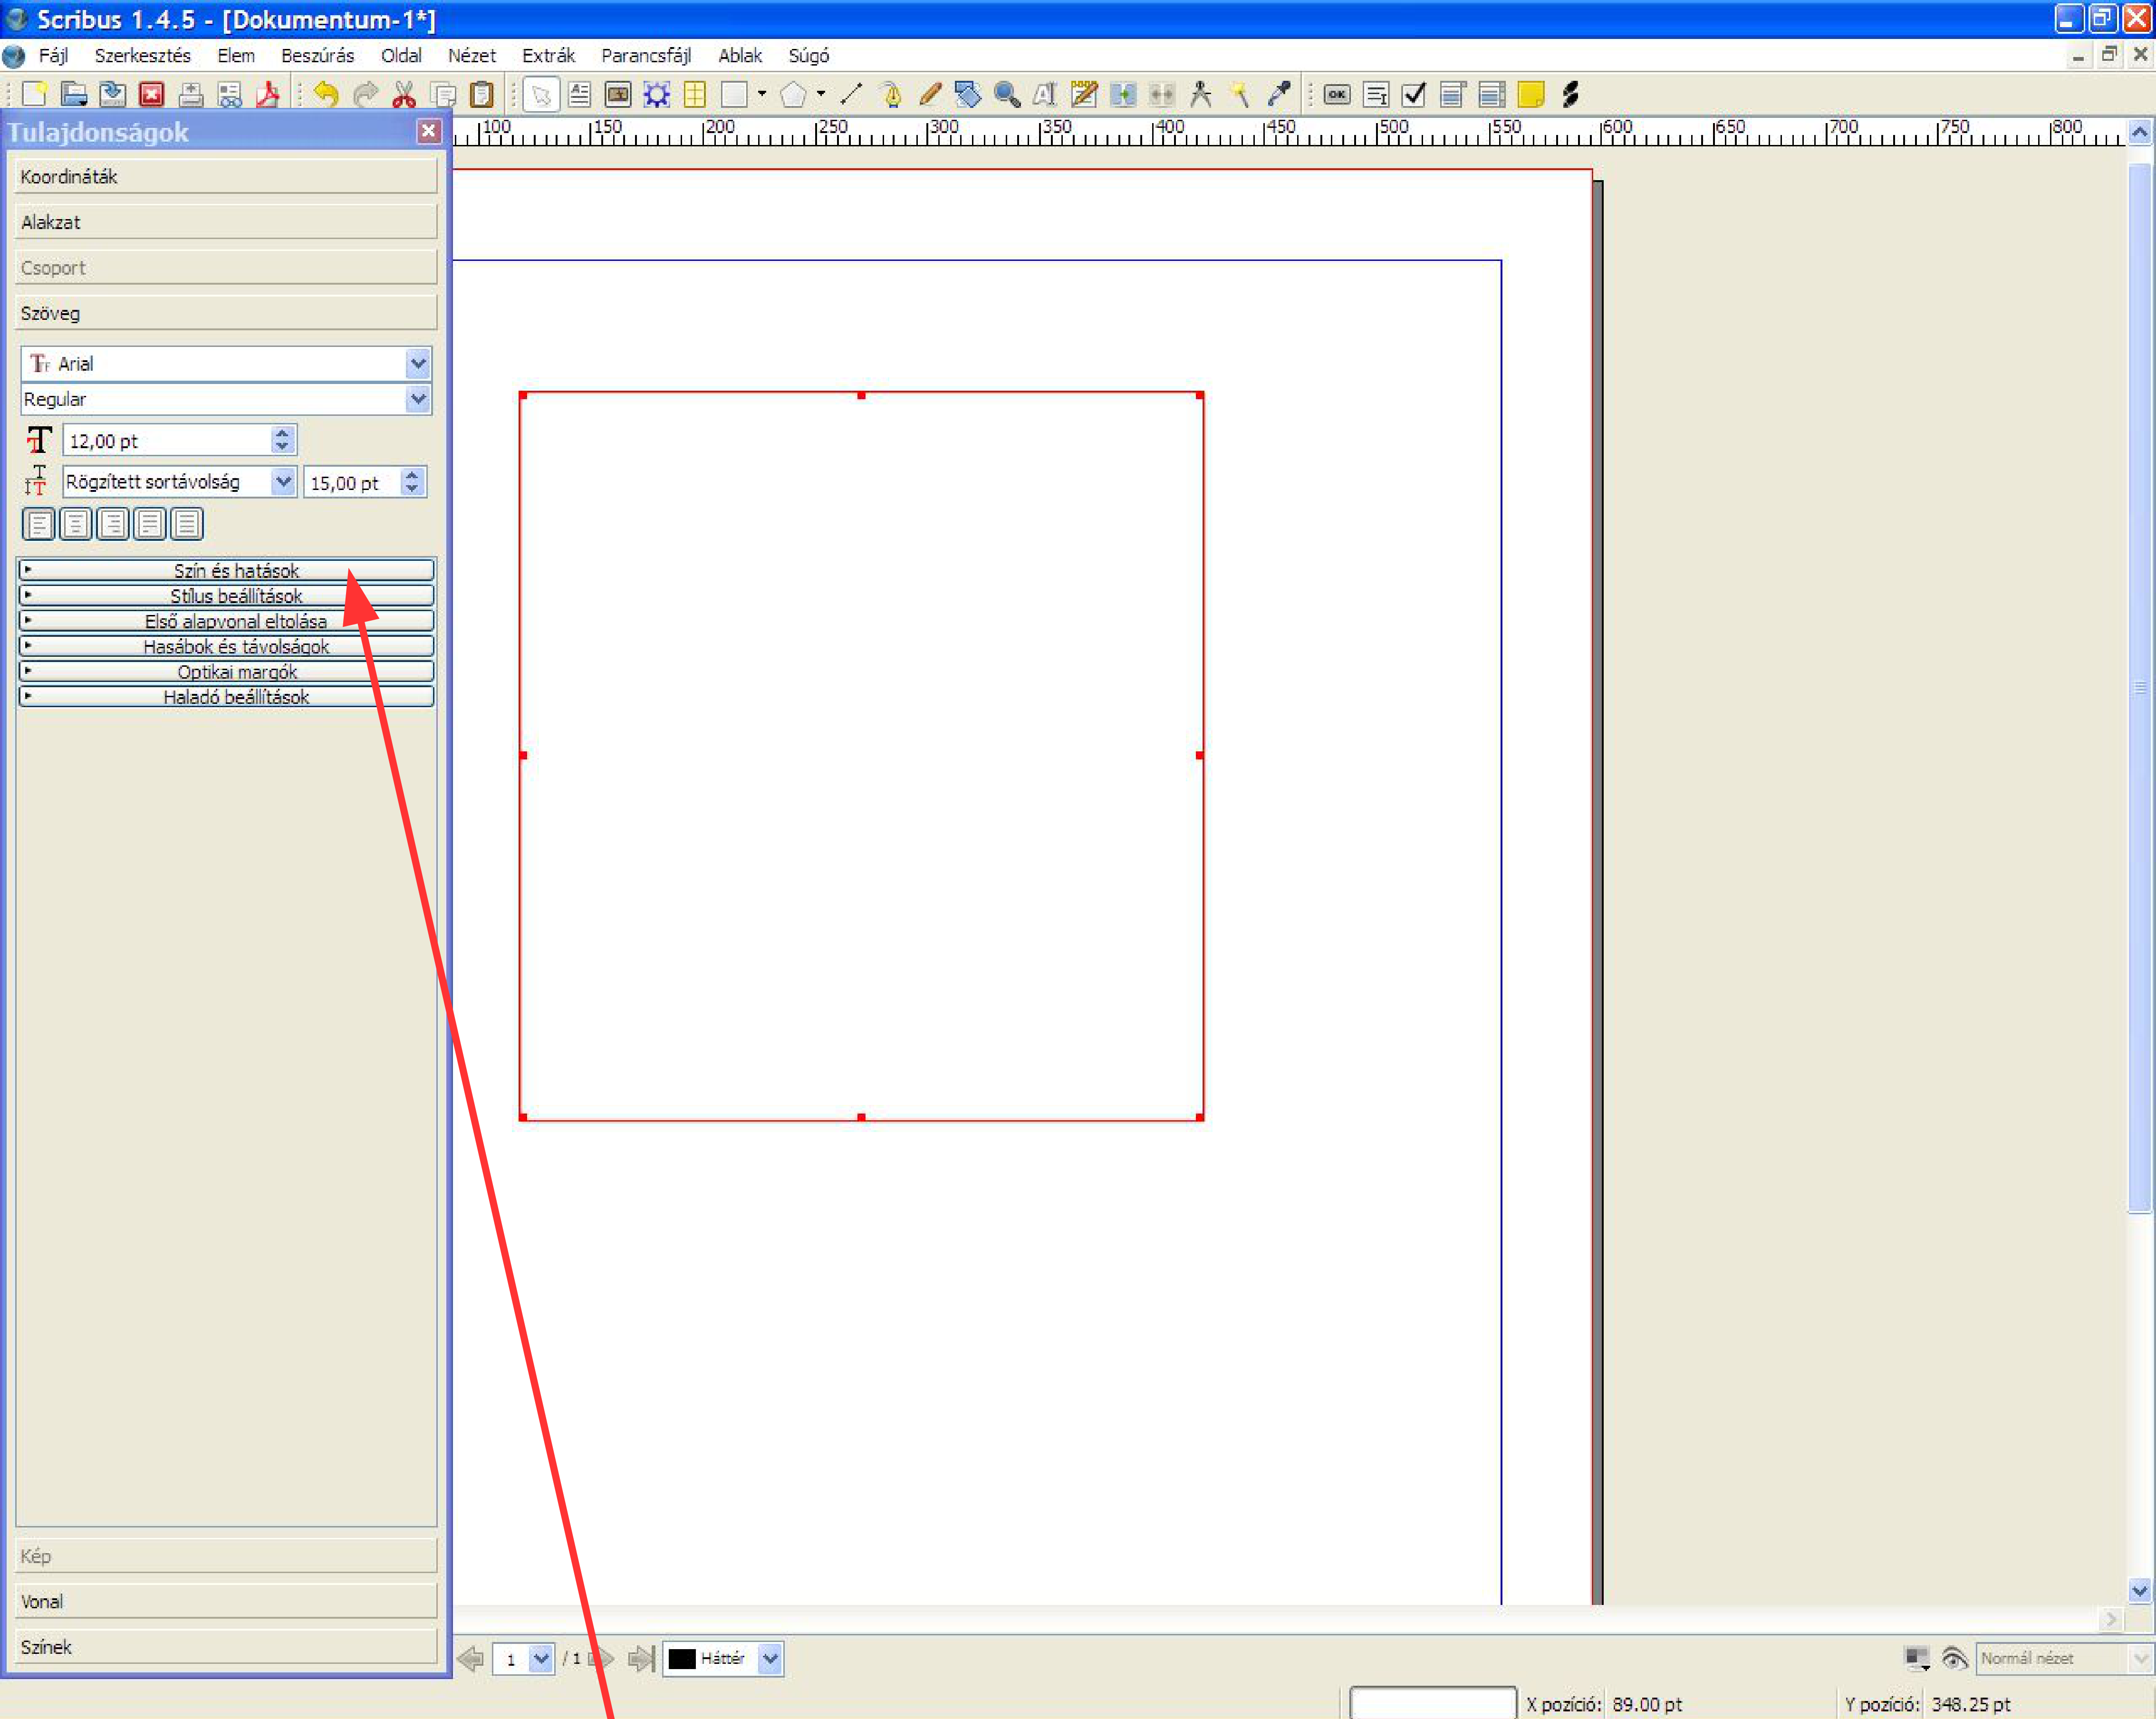 Scribus 1.4.5 - [Dokumentum-1*]
Fájl Szerkesztés Elem Beszúrás Oldal Nézet Extrák Parancsfájl Ablak Súgó
OK
Tulajdonságok
100 150 200 250 300 350 400 450 500 550 600 650 700 750 800
Koordináták
Alakzat
Csoport
Szöveg
Arial
Regular
12,00 pt
Rögzített sortávolság 15,00 pt
Szín és hatások
Stílus beállítások
Első alapvonal eltolása
Hasábok és távolságok
Optikai margók
Haladó beállítások
Kép
Vonal
Színek
1 / 1 Háttér Normál nézet
X pozíció: 89.00 pt Y pozíció: 348.25 pt